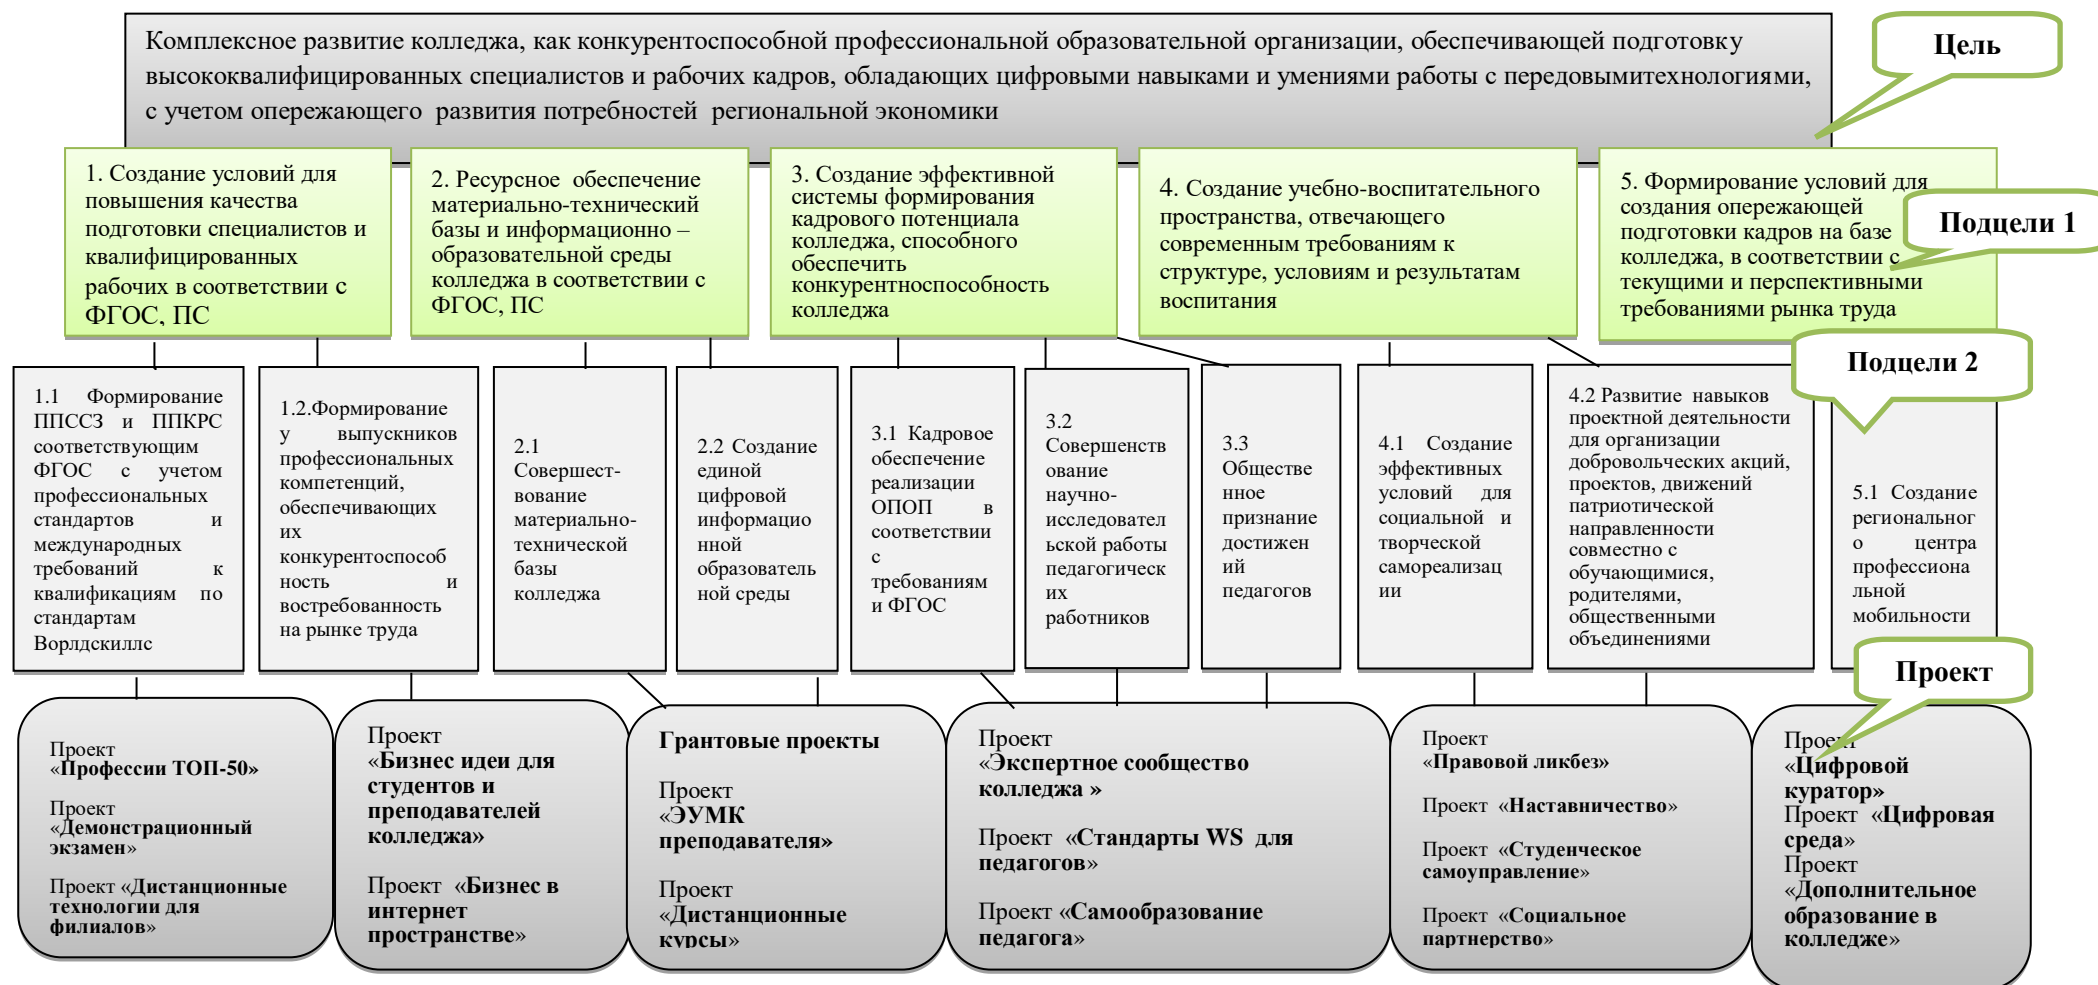 Комплексное развитие колледжа, как конкурентоспособной профессиональной образовательной организации, обеспечивающей подготовку
высококвалифицированных специалистов и рабочих кадров, обладающих цифровыми навыками и умениями работы с передовымитехнологиями,
с учетом опережающего развития потребностей региональной экономики
Цель
1. Создание условий для
повышения качества
подготовки специалистов и
квалифицированных
рабочих в соответствии с
ФГОС, ПС
2. Ресурсное обеспечение
материально-технический
базы и информационно –
образовательной среды
колледжа в соответствии с
ФГОС, ПС
3. Создание эффективной
системы формирования
кадрового потенциала
колледжа, способного
обеспечить
конкурентноспособность
колледжа
4. Создание учебно-воспитательного
пространства, отвечающего
современным требованиям к
структуре, условиям и результатам
воспитания
5. Формирование условий для
создания опережающей
подготовки кадров на базе
колледжа, в соответствии с
текущими и перспективными
требованиями рынка труда
Подцели 1
Подцели 2
1.1 Формирование
ППССЗ и ППКРС
соответствующим
ФГОС с учетом
профессиональных
стандартов и
международных
требований к
квалификациям по
стандартам
Ворлдскиллс
1.2.Формирование
у выпускников
профессиональных
компетенций,
обеспечивающих
их
конкурентоспособ
ность и
востребованность
на рынке труда
2.1
Совершест-
вование
материально-
технической
базы
колледжа
2.2 Создание
единой
цифровой
информацио
нной
образователь
ной среды
3.1 Кадровое
обеспечение
реализации
ОПОП в
соответствии
с
требованиям
и ФГОС
3.2
Совершенств
ование
научно-
исследовател
ьской работы
педагогическ
их
работников
3.3
Обществе
нное
признание
достижен
ий
педагогов
4.1 Создание
эффективных
условий для
социальной и
творческой
самореализац
ии
4.2 Развитие навыков
проектной деятельности
для организации
добровольческих акций,
проектов, движений
патриотической
направленности
совместно с
обучающимися,
родителями,
общественными
объединениями
5.1 Создание
региональног
о центра
профессиона
льной
мобильности
Проект
Проект
«Профессии ТОП-50»
Проект
«Демонстрационный
экзамен»
Проект «Дистанционные
технологии для
филиалов»
Проект
«Бизнес идеи для
студентов и
преподавателей
колледжа»
Проект «Бизнес в
интернет
пространстве»
Грантовые проекты
Проект
«ЭУМК
преподавателя»
Проект
«Дистанционные
курсы»
Проект
«Экспертное сообщество
колледжа »
Проект «Стандарты WS для
педагогов»
Проект «Самообразование
педагога»
Проект
«Правовой ликбез»
Проект «Наставничество»
Проект «Студенческое
самоуправление»
Проект «Социальное
партнерство»
Проект
«Цифровой
куратор»
Проект «Цифровая
среда»
Проект
«Дополнительное
образование в
колледже»